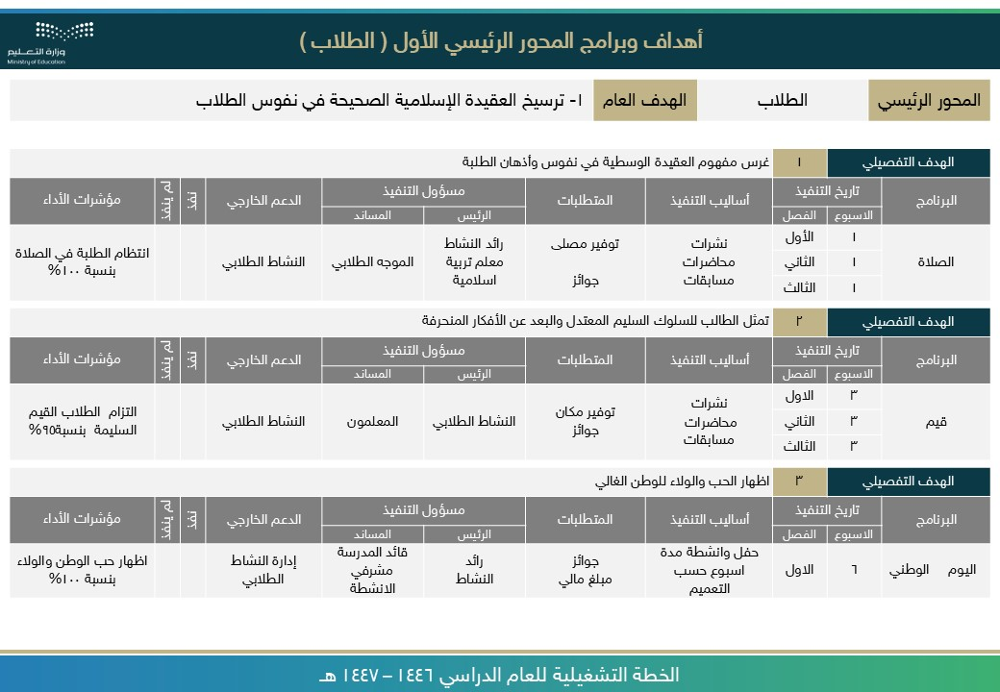 أهداف وبرامج المحور الرئيسي الأول ( الطلاب )
وزارة التعليم
Ministry of Education
المحور الرئيسي
الطلاب
الهدف العام
١- ترسيخ العقيدة الإسلامية الصحيحة في نفوس الطلاب
الهدف التفصيلي
١
غرس مفهوم العقيدة الوسطية في نفوس وأذهان الطلبة
البرنامج
تاريخ التنفيذ
الاسبوع
الفصل
أساليب التنفيذ
المتطلبات
مسؤول التنفيذ
الرئيس
المساند
الدعم الخارجي
نفذ
لم ينفذ
مؤشرات الأداء
الصلاة
١
الأول
١
الثاني
١
الثالث
نشرات
محاضرات
مسابقات
توفير مصلى
جوائز
رائد النشاط
معلم تربية
اسلامية
الموجه الطلابي
النشاط الطلابي
انتظام الطلبة في الصلاة
بنسبة ١٠٠%
الهدف التفصيلي
٢
تمثل الطالب للسلوك السليم المعتدل والبعد عن الأفكار المنحرفة
البرنامج
تاريخ التنفيذ
الاسبوع
الفصل
أساليب التنفيذ
المتطلبات
مسؤول التنفيذ
الرئيس
المساند
الدعم الخارجي
نفذ
لم ينفذ
مؤشرات الأداء
قيم
٣
الاول
٣
الثاني
٣
الثالث
نشرات
محاضرات
مسابقات
توفير مكان
جوائز
النشاط الطلابي
المعلمون
النشاط الطلابي
التزام الطلاب القيم
السليمة بنسبة٩٥%
الهدف التفصيلي
٣
اظهار الحب والولاء للوطن الغالي
البرنامج
تاريخ التنفيذ
الاسبوع
الفصل
أساليب التنفيذ
المتطلبات
مسؤول التنفيذ
الرئيس
المساند
الدعم الخارجي
نفذ
لم ينفذ
مؤشرات الأداء
اليوم الوطني
٦
الاول
حفل وانشطة مدة
اسبوع حسب
التعميم
جوائز
مبلغ مالي
رائد
النشاط
قائد المدرسة
مشرفي
الانشطة
إدارة النشاط
الطلابي
اظهار حب الوطن والولاء
بنسبة ١٠٠%
الخطة التشغيلية للعام الدراسي ١٤٤٦ – ١٤٤٧ هـ